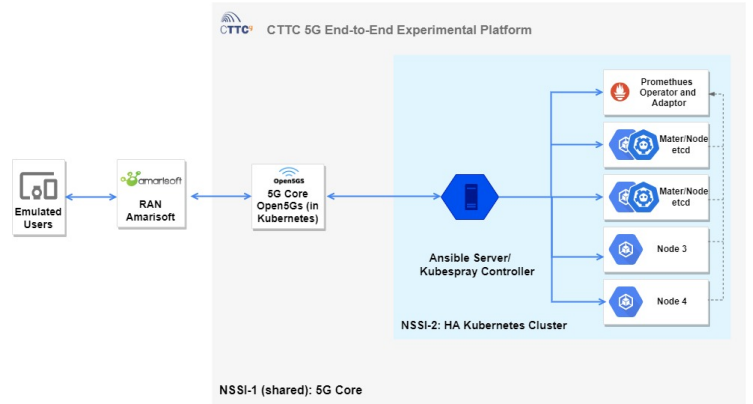 CTTC
CTTC 5G End-to-End Experimental Platform
Promethues
Operator and
Adaptor
Mater/Node
etcd
Mater/Node
etcd
Node 3
Node 4
Emulated
Users
amarisoft
RAN
Amarisoft
Open5GS
5G Core
Open5Gs (in
Kubernetes)
Ansible Server/
Kubespray Controller
NSSI-2: HA Kubernetes Cluster
NSSI-1 (shared): 5G Core